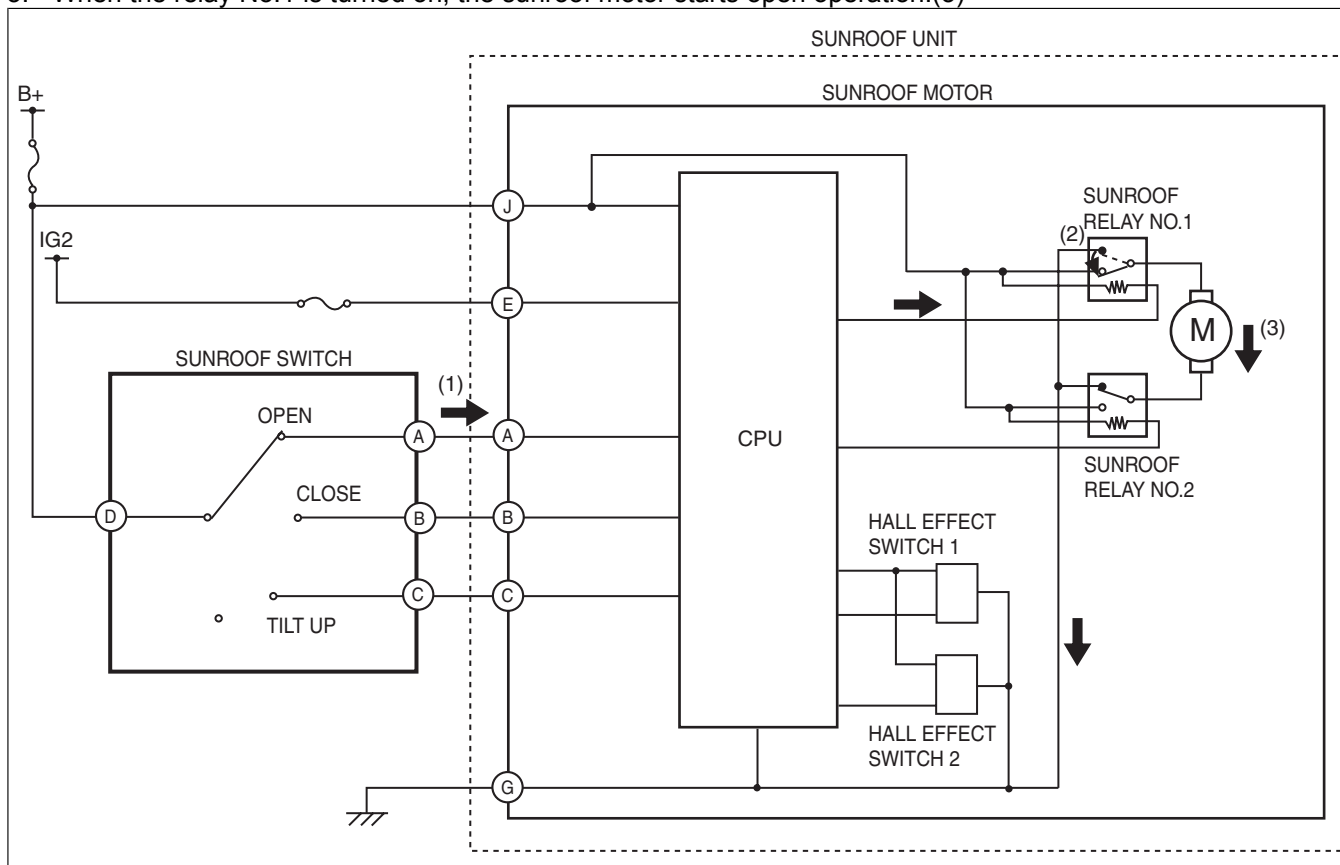 When the relay No.1 is turned on, the sunroof motor starts open operation.(3)
SUNROOF UNIT
B+
SUNROOF MOTOR
SUNROOF
RELAY NO.1
J
(2)
IG2
E
M
(3)
SUNROOF SWITCH
(1)
OPEN
A
A
CPU
SUNROOF
RELAY NO.2
CLOSE
D
B
B
HALL EFFECT
SWITCH 1
C
C
TILT UP
HALL EFFECT
SWITCH 2
G